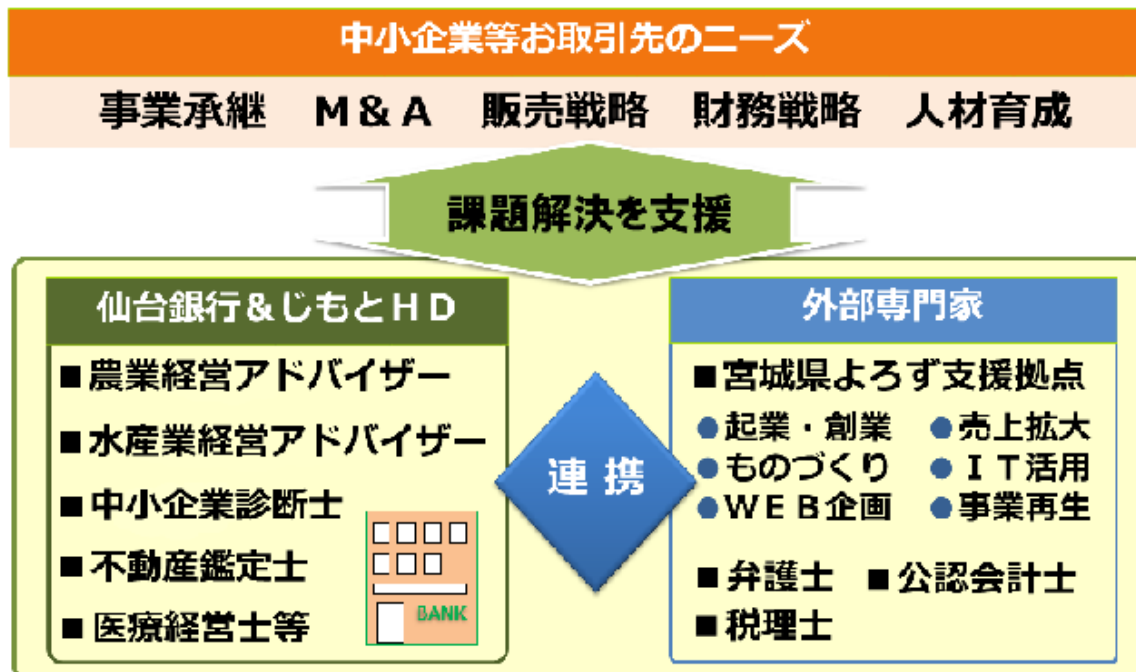 中小企業等お取引先のニーズ
事業承継 M&A 販売戦略 財務戦略 人材育成
課題解決を支援
仙台銀行&じもとHD
■農業経営アドバイザー
■水産業経営アドバイザー
■中小企業診断士
■不動産鑑定士
■医療経営士等
BANK
連携
外部専門家
■宮城県よろず支援拠点
●起業・創業 ●売上拡大
●ものづくり ●IT活用
●WEB企画 ●事業再生
■弁護士 ■公認会計士
■税理士